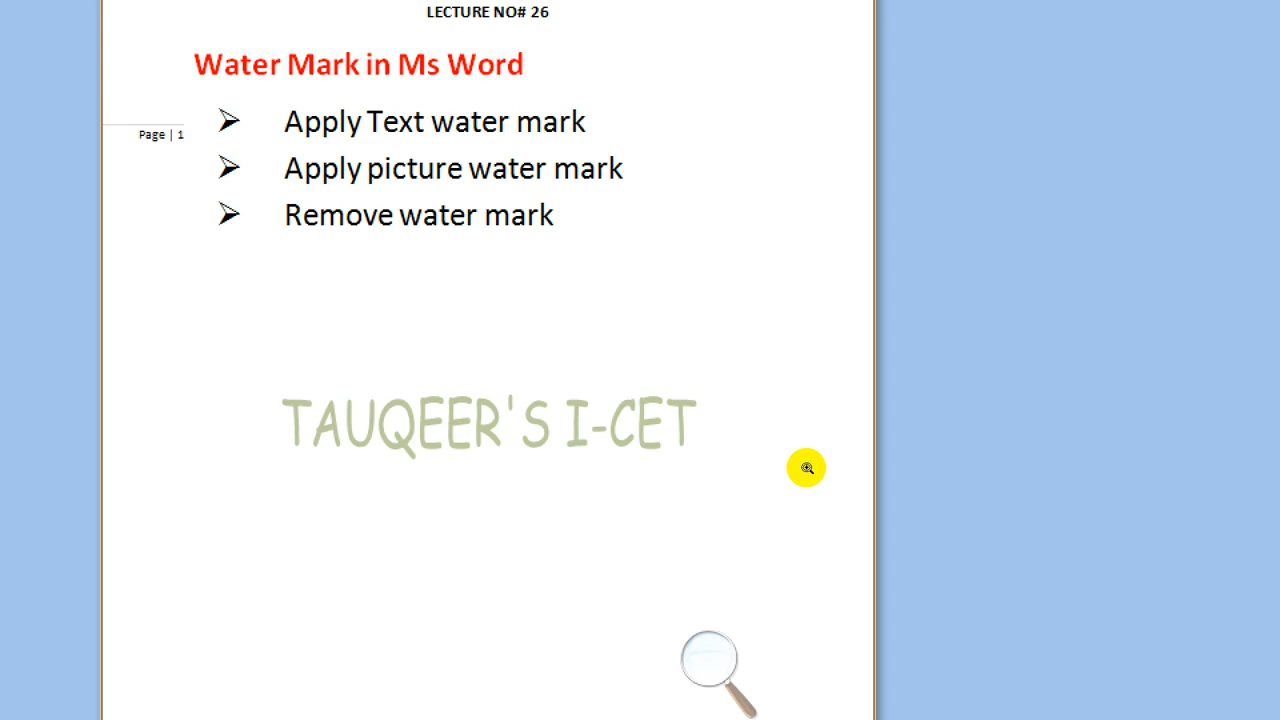 LECTURE NO# 26
Water Mark in Ms Word
Apply Text water mark
Page | 1
Apply picture water mark
Remove water mark
TAUQEER'S I-CET